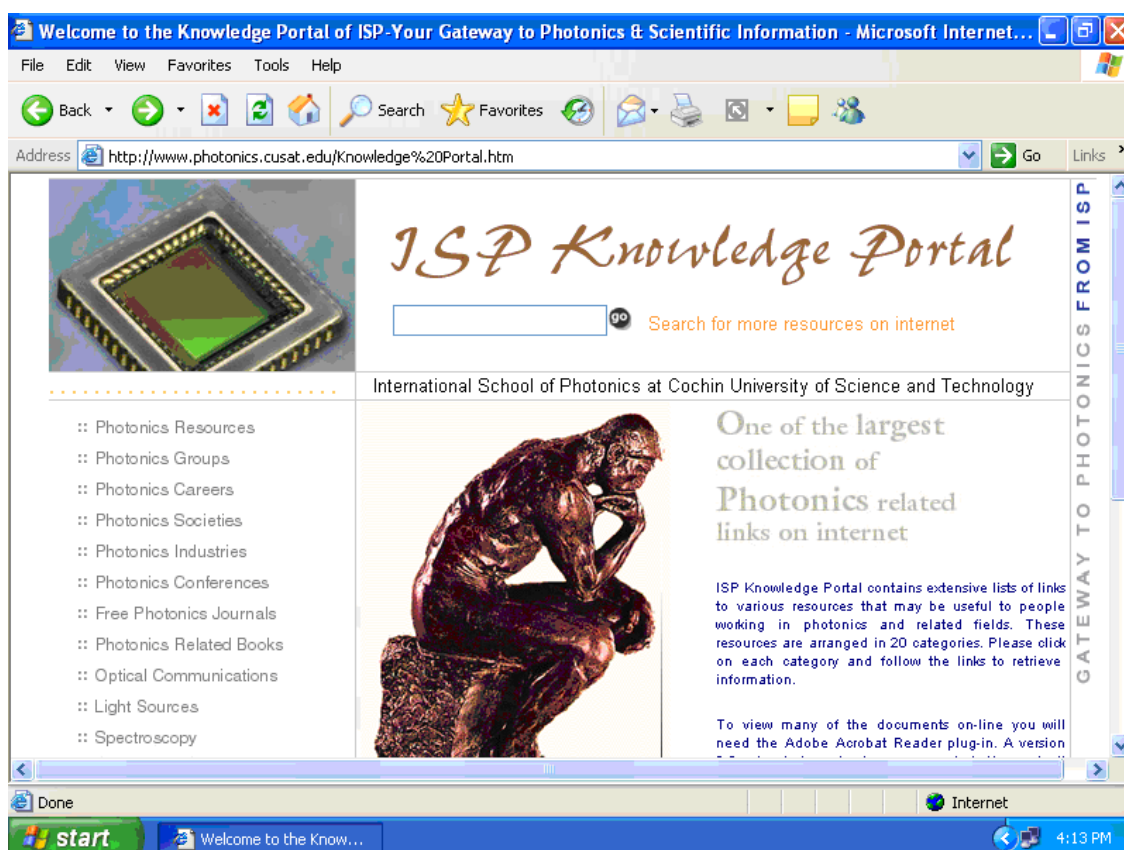 Welcome to the Knowledge Portal of ISP-Your Gateway to Photonics & Scientific Information - Microsoft Internet...
File Edit View Favorites Tools Help
Back Search Favorites
Address http://www.photonics.cusat.edu/Knowledge%20Portal.htm Go Links
ISP Knowledge Portal
go Search for more resources on internet
International School of Photonics at Cochin University of Science and Technology
:: Photonics Resources
:: Photonics Groups
:: Photonics Careers
:: Photonics Societies
:: Photonics Industries
:: Photonics Conferences
:: Free Photonics Journals
:: Photonics Related Books
:: Optical Communications
:: Light Sources
:: Spectroscopy
One of the largest
collection of
Photonics related
links on internet
ISP Knowledge Portal contains extensive lists of links
to various resources that may be useful to people
working in photonics and related fields. These
resources are arranged in 20 categories. Please click
on each category and follow the links to retrieve
information.
To view many of the documents on-line you will
need the Adobe Acrobat Reader plug-in. A version
GATEWAY TO PHOTONICS FROM ISP
Done Internet
start Welcome to the Know... 4:13 PM